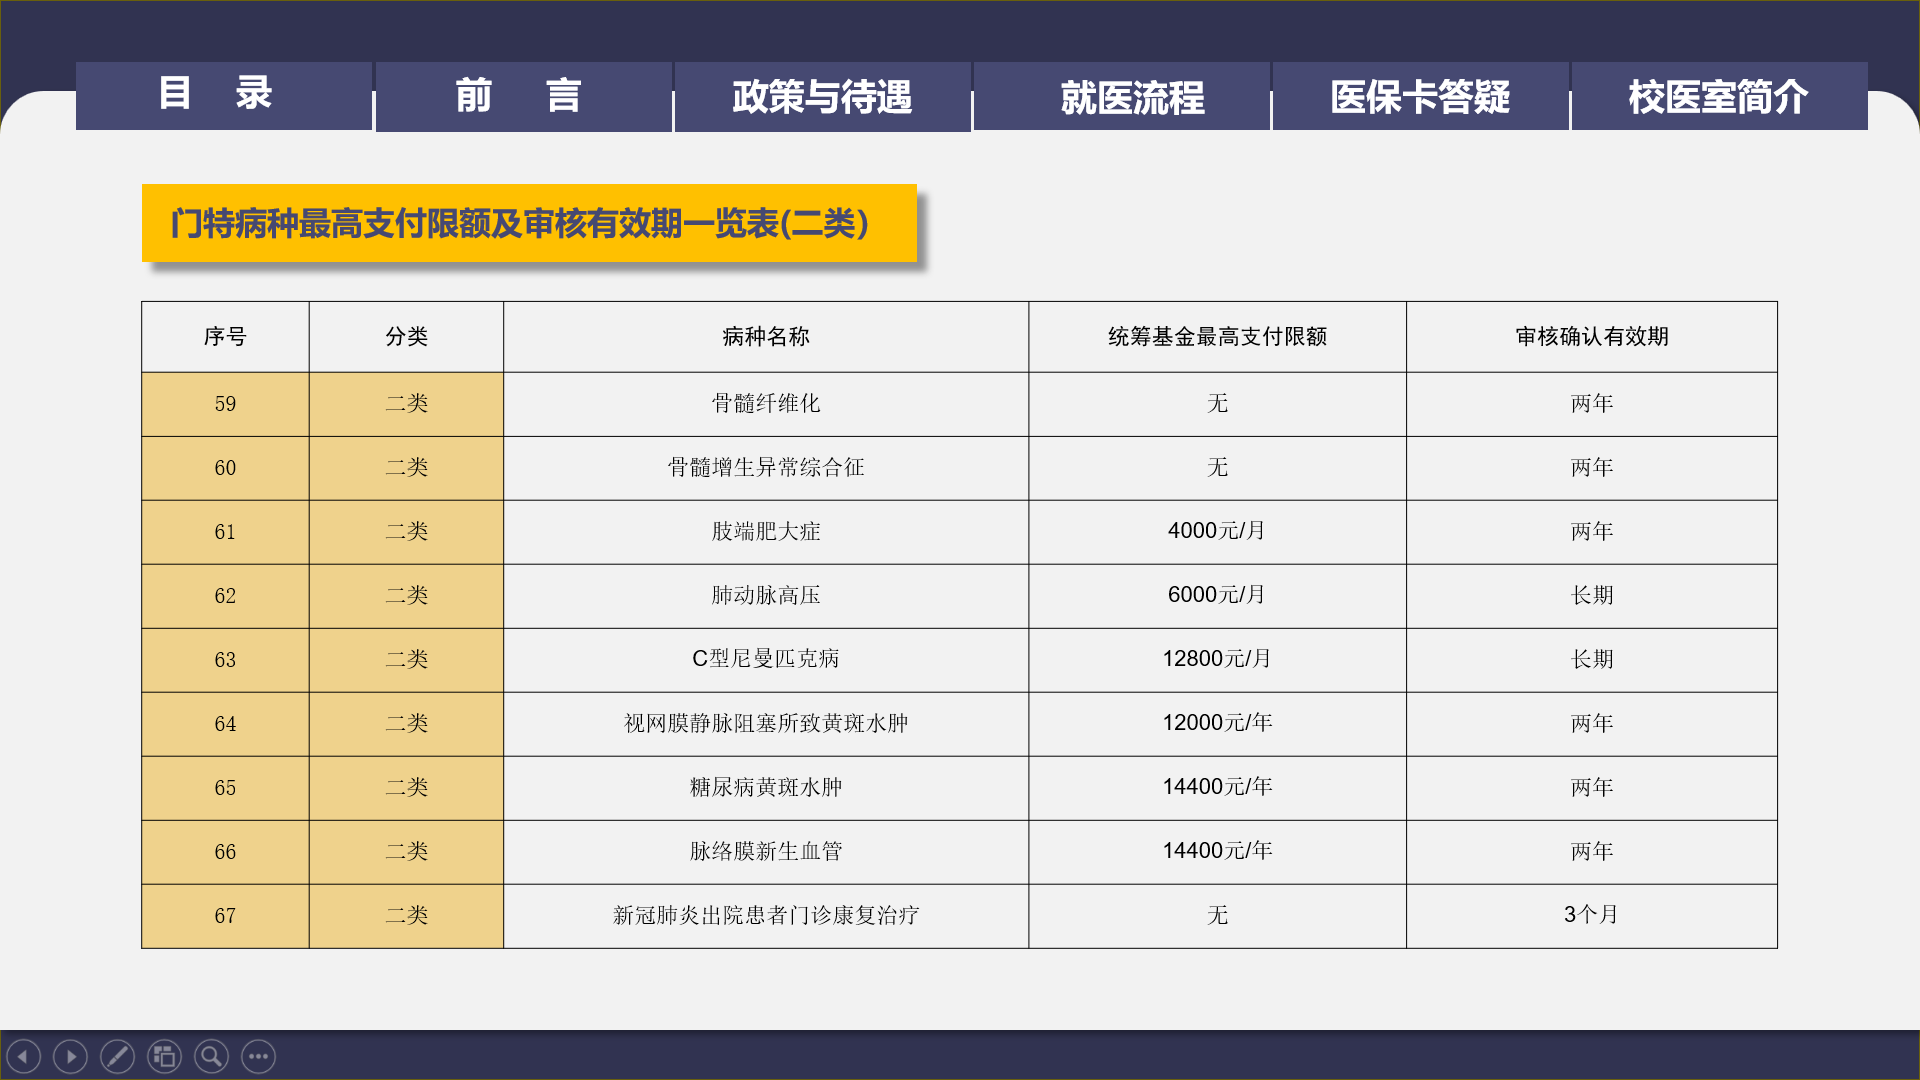 目 录 前 言 政策与待遇 就医流程 医保卡答疑 校医室简介
门特病种最高支付限额及审核有效期一览表(二类)
序号 分类 病种名称 统筹基金最高支付限额 审核确认有效期
59 二类 骨髓纤维化 无 两年
60 二类 骨髓增生异常综合征 无 两年
61 二类 肢端肥大症 4000元/月 两年
62 二类 肺动脉高压 6000元/月 长期
63 二类 C型尼曼匹克病 12800元/月 长期
64 二类 视网膜静脉阻塞所致黄斑水肿 12000元/年 两年
65 二类 糖尿病黄斑水肿 14400元/年 两年
66 二类 脉络膜新生血管 14400元/年 两年
67 二类 新冠肺炎出院患者门诊康复治疗 无 3个月